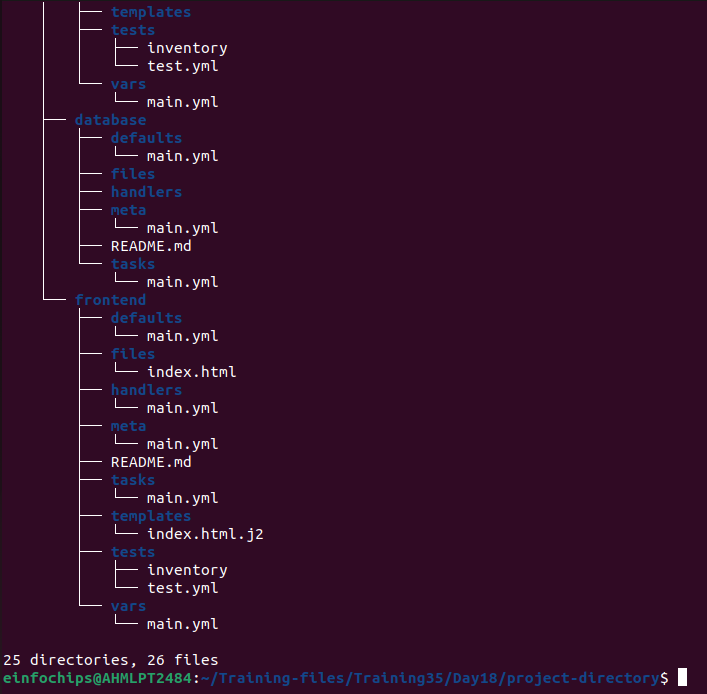 templates
tests
inventory
test.yml
vars
main.yml
database
defaults
main.yml
files
handlers
meta
main.yml
README.md
tasks
main.yml
frontend
defaults
main.yml
files
index.html
handlers
main.yml
meta
main.yml
README.md
tasks
main.yml
templates
index.html.j2
tests
inventory
test.yml
vars
main.yml
25 directories, 26 files
einfochips@AHMLPT2484:~/Training-files/Training35/Day18/project-directory$